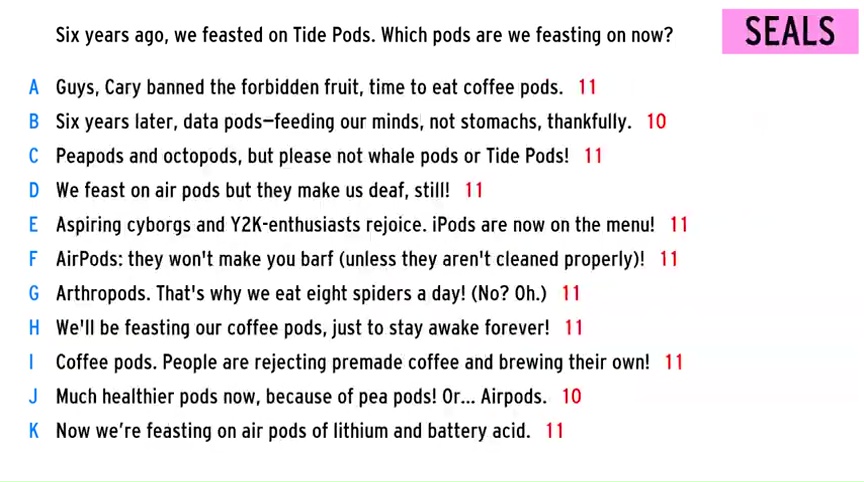 SEALS
Six years ago, we feasted on Tide Pods. Which pods are we feasting on now?
A Guys, Cary banned the forbidden fruit, time to eat coffee pods. 11
B Six years later, data pods—feeding our minds, not stomachs, thankfully. 10
C Peapods and octopods, but please not whale pods or Tide Pods! 11
D We feast on air pods but they make us deaf, still! 11
E Aspiring cyborgs and Y2K-enthusiasts rejoice. iPods are now on the menu! 11
F AirPods: they won't make you barf (unless they aren't cleaned properly)! 11
G Arthropods. That's why we eat eight spiders a day! (No? Oh.) 11
H We'll be feasting our coffee pods, just to stay awake forever! 11
I Coffee pods. People are rejecting premade coffee and brewing their own! 11
J Much healthier pods now, because of pea pods! Or... Airpods. 10
K Now we're feasting on air pods of lithium and battery acid. 11